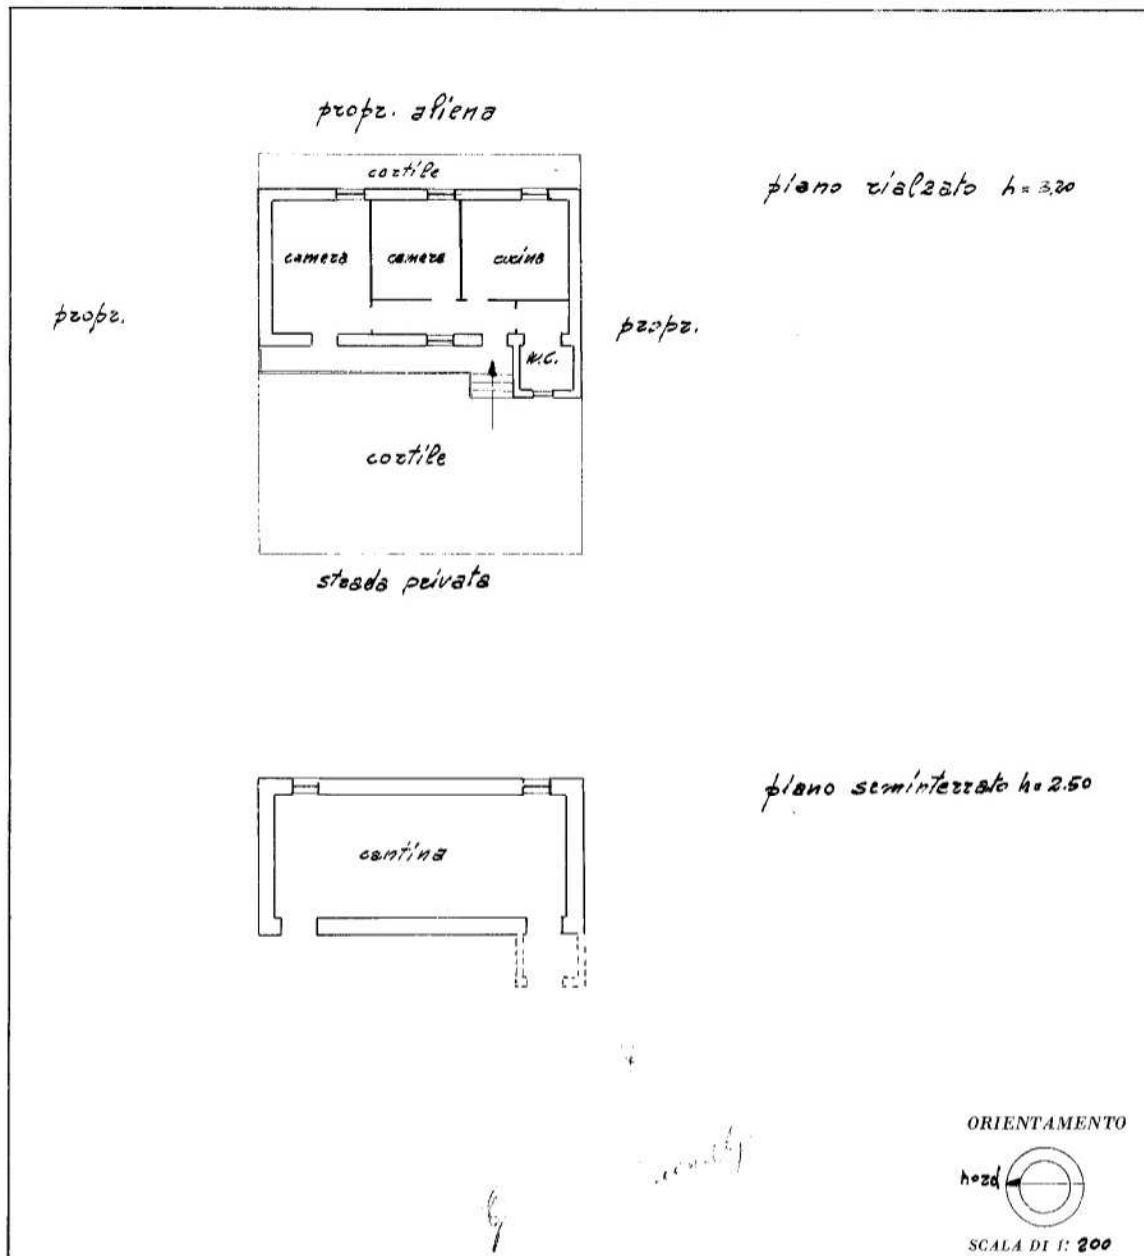 propr. aliena
cortile
piano rialzato h= 3,20
camera
camera
cucina
propr.
propr.
W.C.
cortile
strada privata
piano seminterrato h= 2.50
cantina
ORIENTAMENTO
nord
SCALA DI 1: 200